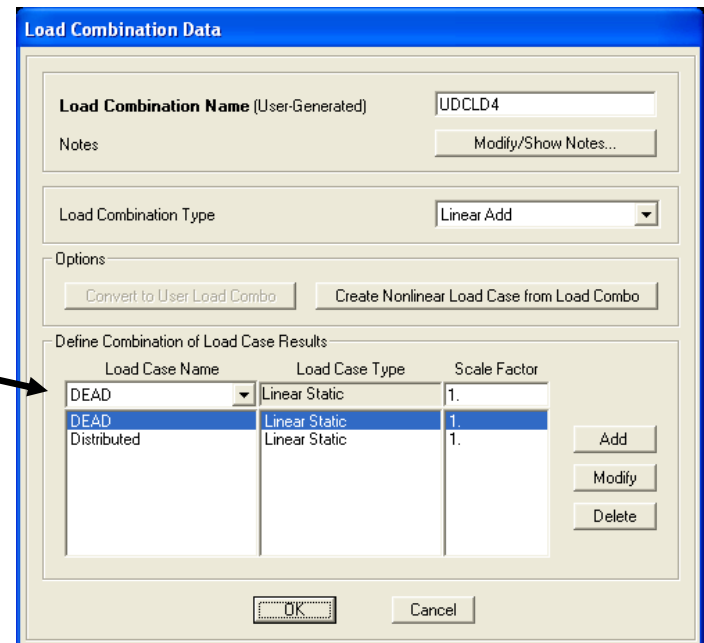 Load Combination Data
Load Combination Name (User-Generated) UDCLD4
Notes Modify/Show Notes...
Load Combination Type Linear Add
Options
Convert to User Load Combo Create Nonlinear Load Case from Load Combo
Define Combination of Load Case Results
Load Case Name Load Case Type Scale Factor
DEAD Linear Static 1.
DEAD Linear Static 1.
Distributed Linear Static 1.
Add
Modify
Delete
OK Cancel